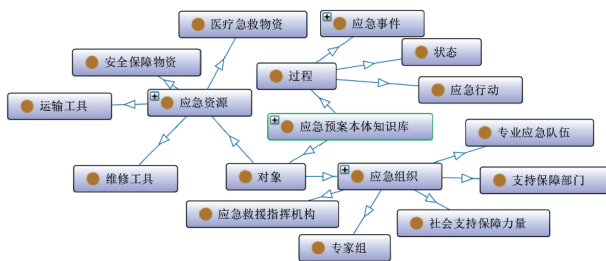 医疗急救物资
应急事件
状态
安全保障物资
过程
应急行动
运输工具
应急资源
应急预案本体知识库
专业应急队伍
维修工具
对象
应急组织
支持保障部门
应急救援指挥机构
社会支持保障力量
专家组